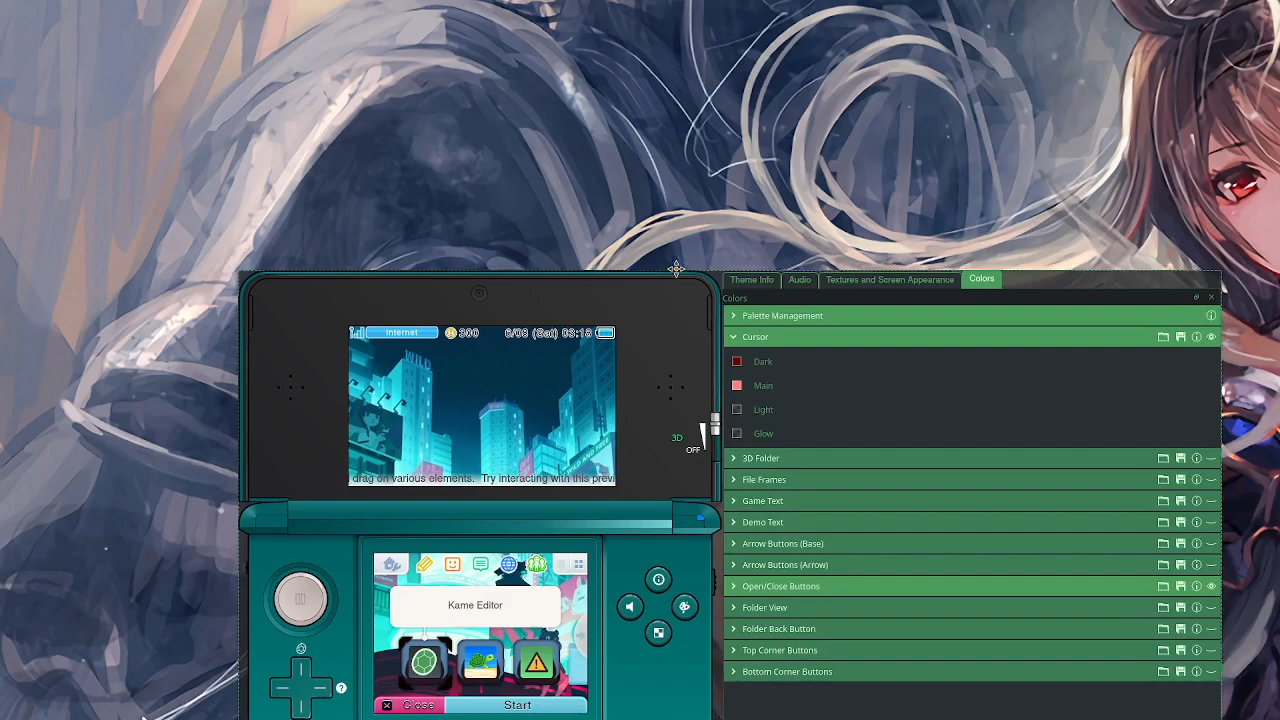 Theme Info
Audio
Textures and Screen Appearance
Colors
Colors
Palette Management
Internet
300
6/08 (Sat) 03:18
Cursor
WILD
Dark
Main
Light
Glow
3D
OFF
drag on various elements. Try interacting with this previ
3D Folder
File Frames
Game Text
Demo Text
Arrow Buttons (Base)
Arrow Buttons (Arrow)
Open/Close Buttons
Kame Editor
Folder View
Folder Back Button
Top Corner Buttons
Bottom Corner Buttons
?
Close
Start